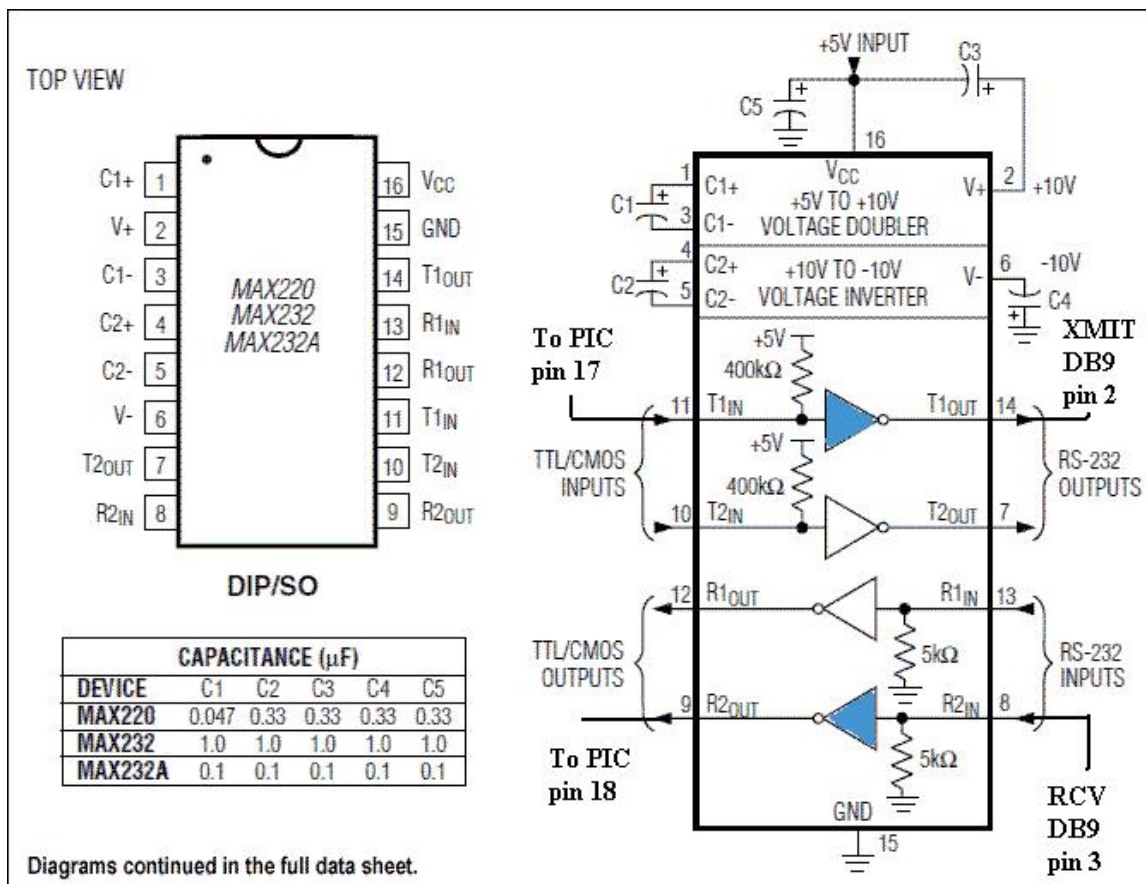 TOP VIEW
C1+ 1
V+ 2
C1- 3
C2+ 4
C2- 5
V- 6
T2OUT 7
R2IN 8
16 VCC
15 GND
14 T1OUT
13 R1IN
12 R1OUT
11 T1IN
10 T2IN
9 R2OUT
MAX220
MAX232
MAX232A
DIP/SO
CAPACITANCE (µF)
DEVICE C1 C2 C3 C4 C5
MAX220 0.047 0.33 0.33 0.33 0.33
MAX232 1.0 1.0 1.0 1.0 1.0
MAX232A 0.1 0.1 0.1 0.1 0.1
Diagrams continued in the full data sheet.
+5V INPUT
C3
+
C5
+
16
VCC
1
C1+
C1
+
3
C1-
+5V TO +10V
VOLTAGE DOUBLER
V+
2
+10V
4
C2+
C2
+
5
C2-
+10V TO -10V
VOLTAGE INVERTER
V-
6
-10V
C4
+
To PIC
pin 17
XMIT
DB9
pin 2
+5V
400kΩ
11 T1IN
T1OUT 14
TTL/CMOS
INPUTS
+5V
400kΩ
RS-232
OUTPUTS
10 T2IN
T2OUT 7
12 R1OUT
R1IN 13
TTL/CMOS
OUTPUTS
5kΩ
RS-232
INPUTS
9 R2OUT
R2IN 8
To PIC
pin 18
5kΩ
RCV
DB9
pin 3
GND
15